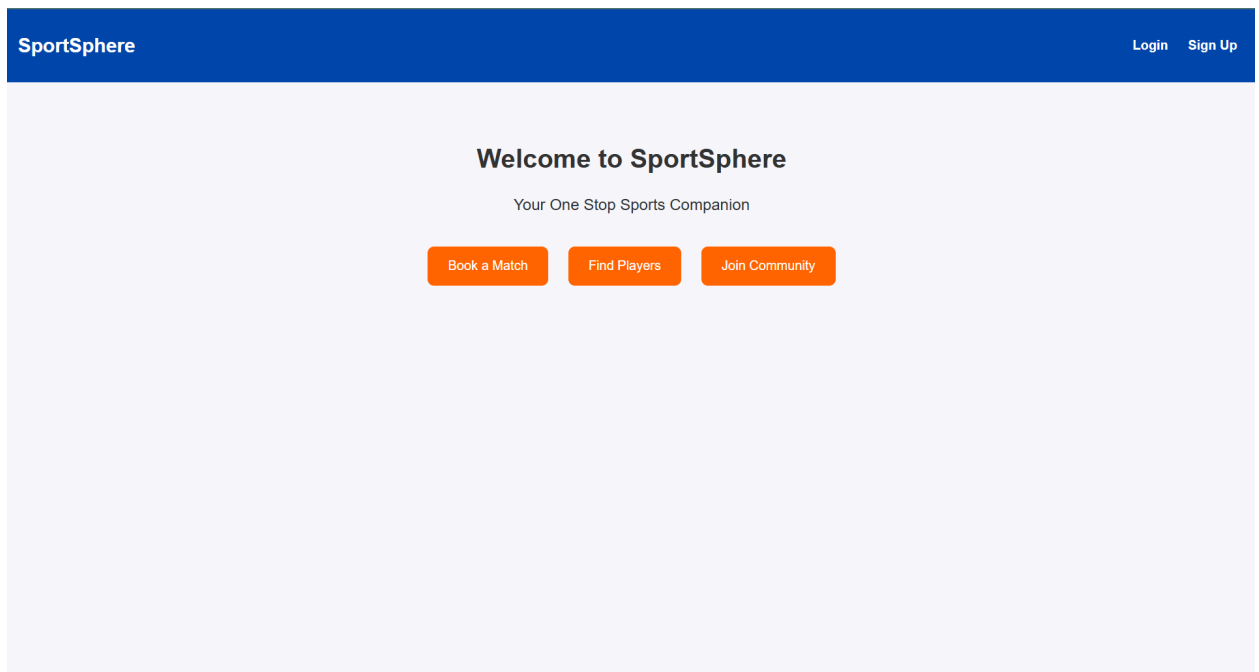 SportSphere
Login Sign Up
Welcome to SportSphere
Your One Stop Sports Companion
Book a Match Find Players Join Community